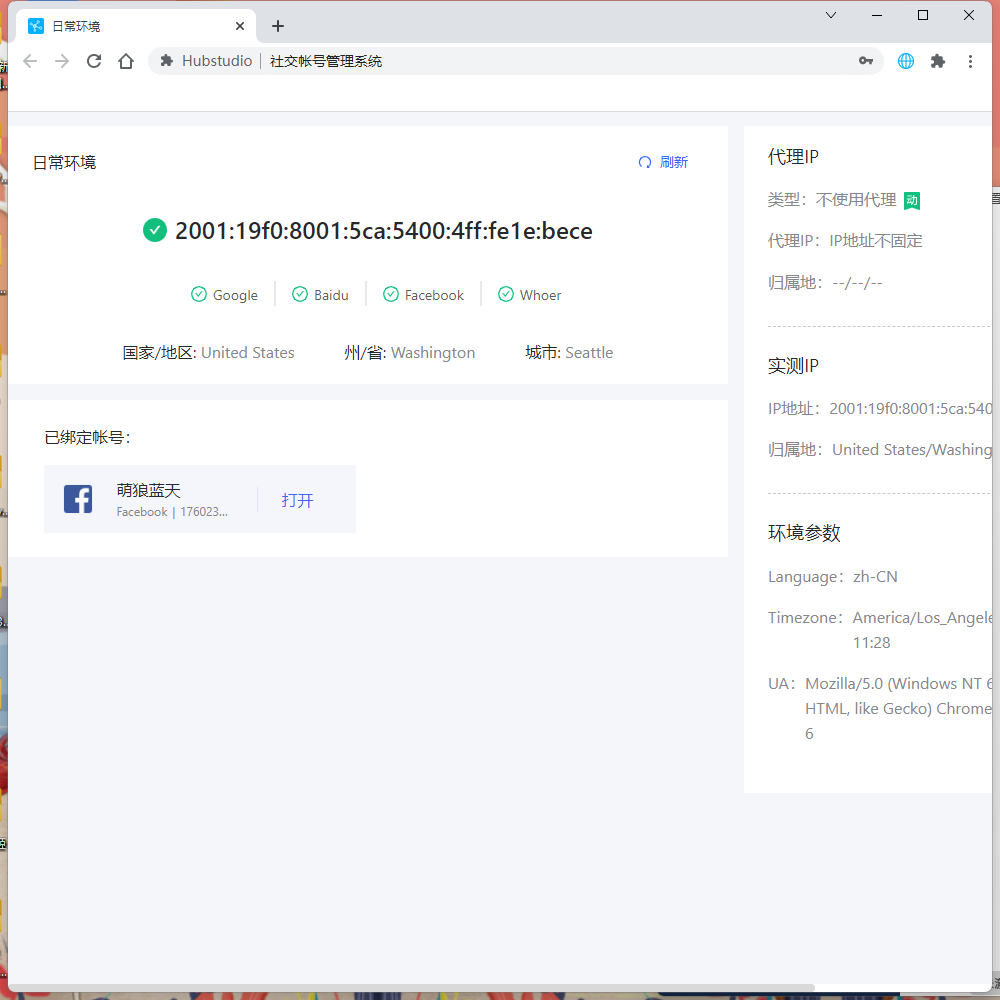 日常环境
Hubstudio
社交帐号管理系统
日常环境
刷新
2001:19f0:8001:5ca:5400:4ff:fe1e:bece
Google
Baidu
Facebook
Whoer
国家/地区: United States
州/省: Washington
城市: Seattle
已绑定帐号：
萌狼蓝天
Facebook | 176023...
打开
代理IP
类型：不使用代理 动
代理IP：IP地址不固定
归属地：--/--/--
实测IP
IP地址：2001:19f0:8001:5ca:540
归属地：United States/Washing
环境参数
Language：zh-CN
Timezone：America/Los_Angele
11:28
UA：Mozilla/5.0 (Windows NT 6
HTML, like Gecko) Chrome
6